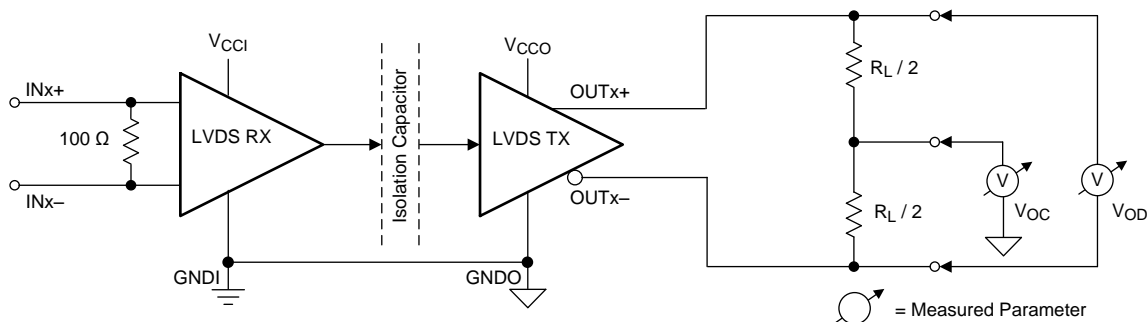 V_CCI
V_CCO
INx+
100 Ω
INx–
LVDS RX
Isolation Capacitor
LVDS TX
OUTx+
OUTx–
R_L / 2
R_L / 2
V
V_OC
V
V_OD
GNDI
GNDO
= Measured Parameter